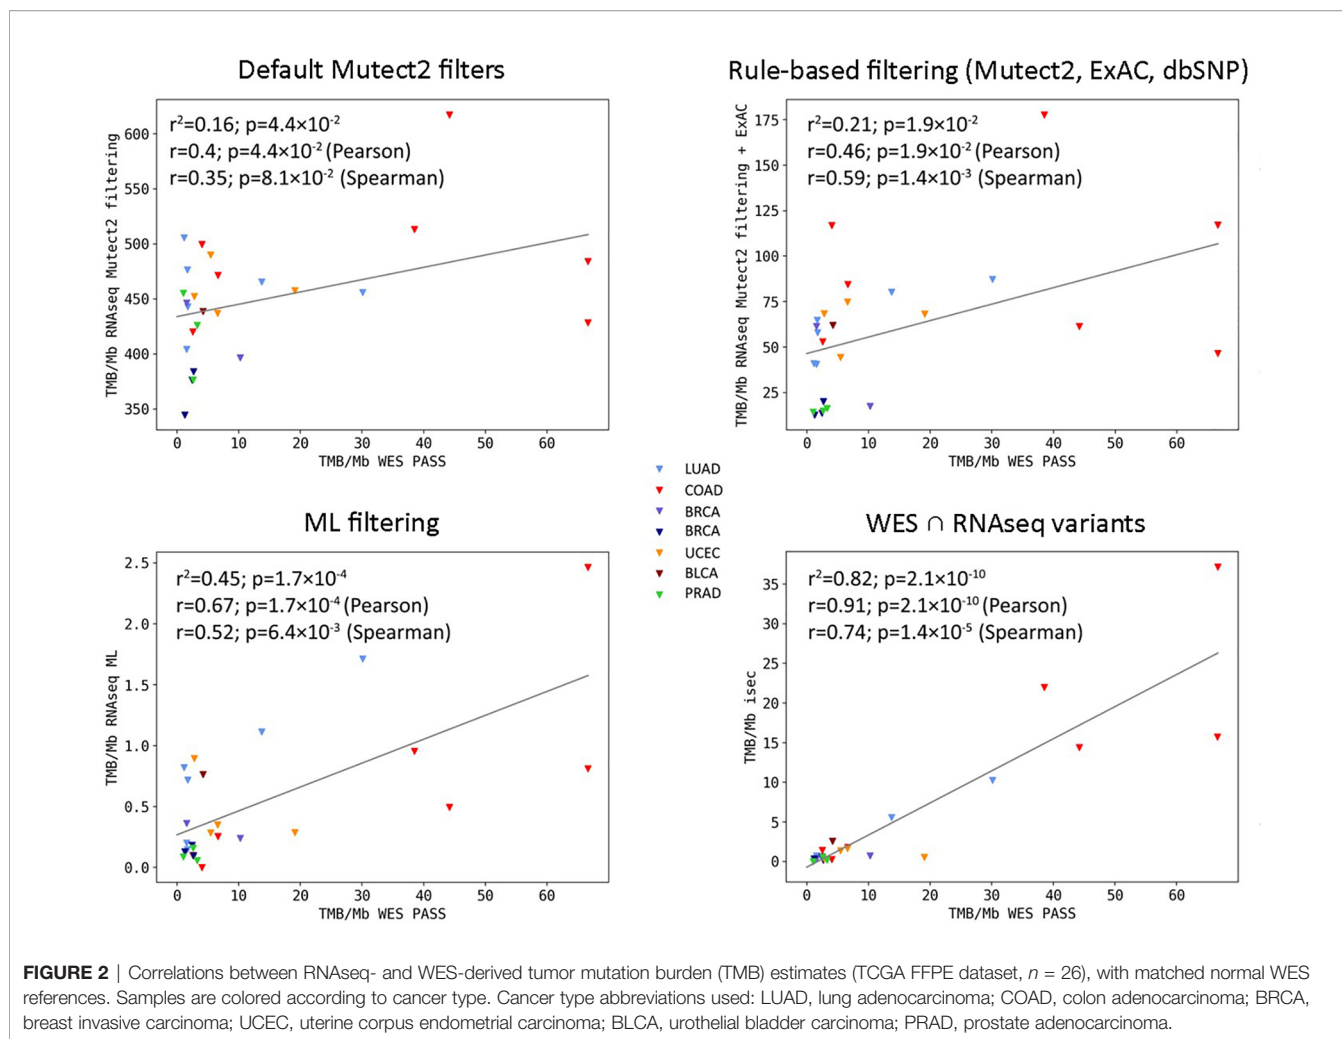 Default Mutect2 filters
r²=0.16; p=4.4×10⁻²
r=0.4; p=4.4×10⁻² (Pearson)
r=0.35; p=8.1×10⁻² (Spearman)
TMB/Mb RNAseq Mutect2 filtering
600
550
500
450
400
350
0 10 20 30 40 50 60
TMB/Mb WES PASS
Rule-based filtering (Mutect2, ExAC, dbSNP)
r²=0.21; p=1.9×10⁻²
r=0.46; p=1.9×10⁻² (Pearson)
r=0.59; p=1.4×10⁻³ (Spearman)
TMB/Mb RNAseq Mutect2 filtering + ExAC
175
150
125
100
75
50
25
0 10 20 30 40 50 60
TMB/Mb WES PASS
LUAD
COAD
BRCA
BRCA
UCEC
BLCA
PRAD
ML filtering
r²=0.45; p=1.7×10⁻⁴
r=0.67; p=1.7×10⁻⁴ (Pearson)
r=0.52; p=6.4×10⁻³ (Spearman)
TMB/Mb RNAseq ML
2.5
2.0
1.5
1.0
0.5
0.0
0 10 20 30 40 50 60
TMB/Mb WES PASS
WES ∩ RNAseq variants
r²=0.82; p=2.1×10⁻¹⁰
r=0.91; p=2.1×10⁻¹⁰ (Pearson)
r=0.74; p=1.4×10⁻⁵ (Spearman)
TMB/Mb isec
35
30
25
20
15
10
5
0
0 10 20 30 40 50 60
TMB/Mb WES PASS
FIGURE 2 | Correlations between RNAseq- and WES-derived tumor mutation burden (TMB) estimates (TCGA FFPE dataset, n = 26), with matched normal WES
references. Samples are colored according to cancer type. Cancer type abbreviations used: LUAD, lung adenocarcinoma; COAD, colon adenocarcinoma; BRCA,
breast invasive carcinoma; UCEC, uterine corpus endometrial carcinoma; BLCA, urothelial bladder carcinoma; PRAD, prostate adenocarcinoma.